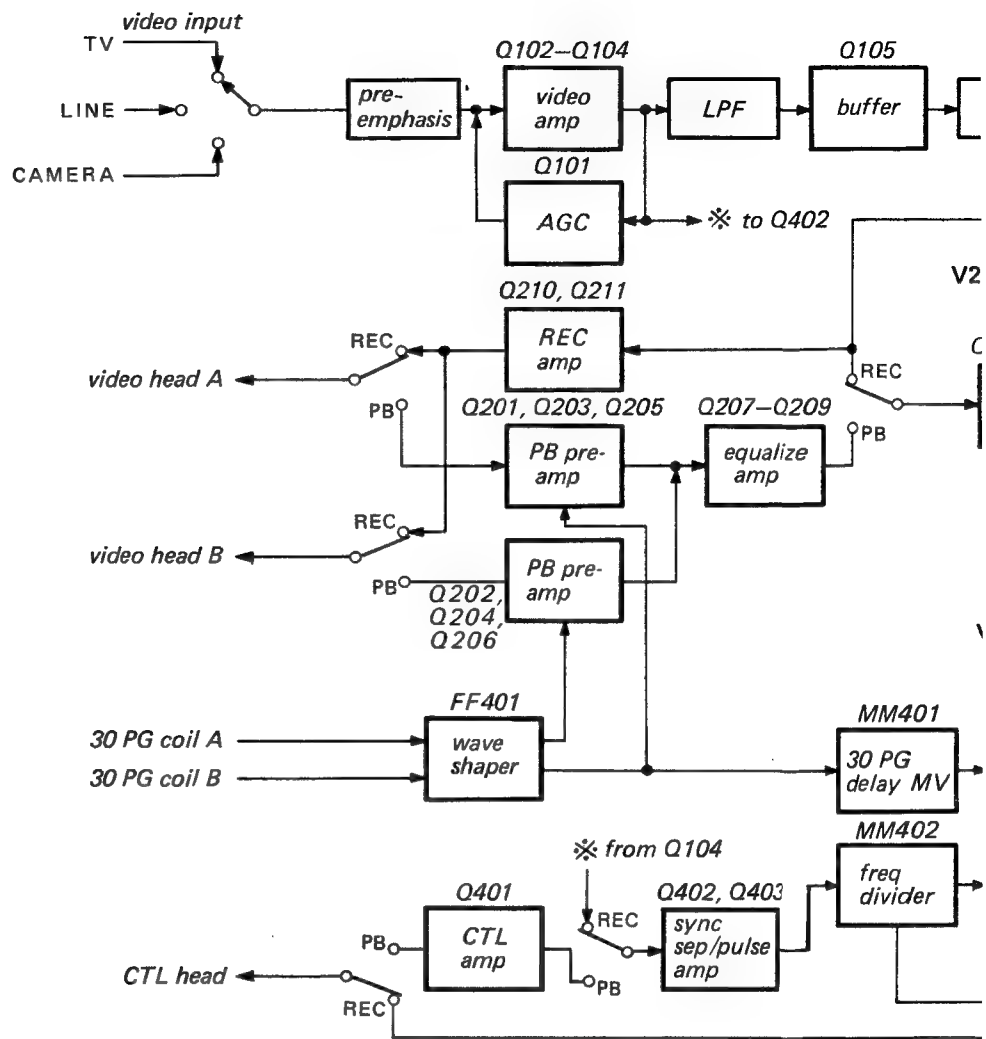 video input
TV
LINE
CAMERA
pre-
emphasis
Q102–Q104
video
amp
LPF
Q105
buffer
Q101
AGC
※ to Q402
V2
Q210, Q211
REC
amp
REC
video head A
PB
REC
PB
Q201, Q203, Q205
PB pre-
amp
Q207–Q209
equalize
amp
REC
video head B
PB
PB pre-
amp
Q202,
Q204,
Q206
FF401
wave
shaper
30 PG coil A
30 PG coil B
MM401
30 PG
delay MV
MM402
freq
divider
※ from Q104
Q401
CTL
amp
REC
PB
Q402, Q403
sync
sep/pulse
amp
PB
CTL head
REC